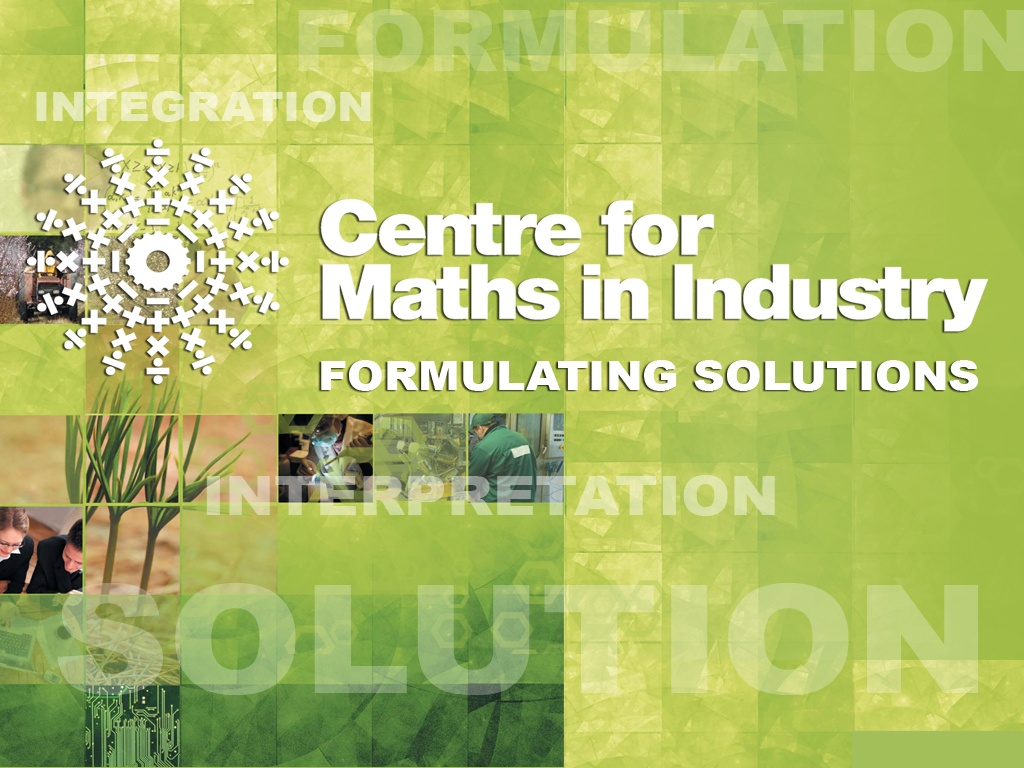 FORMULATION
INTEGRATION
Centre for
Maths in Industry
FORMULATING SOLUTIONS
INTERPRETATION
SOLUTION